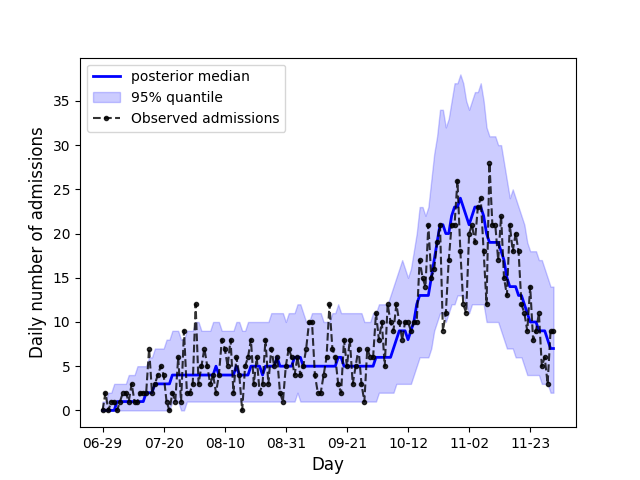 posterior median
95% quantile
Observed admissions
Daily number of admissions
35
30
25
20
15
10
5
0
06-29 07-20 08-10 08-31 09-21 10-12 11-02 11-23
Day